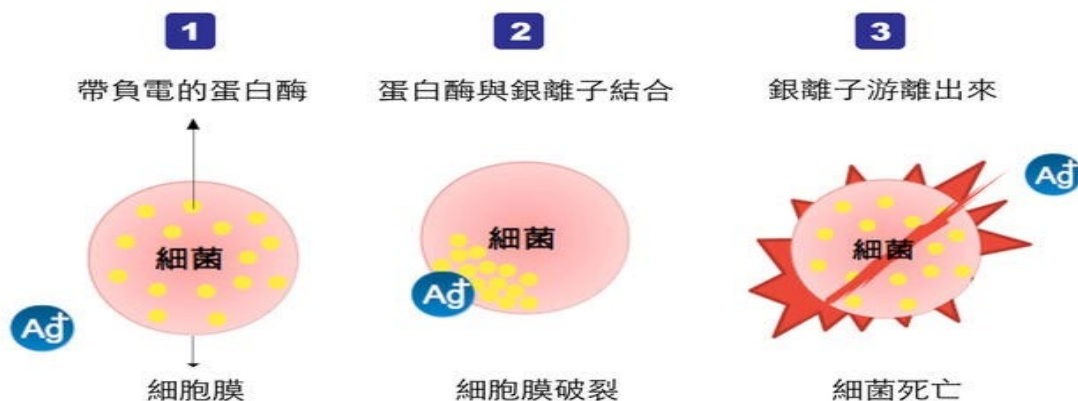 1
2
3
帶負電的蛋白酶
蛋白酶與銀離子結合
銀離子游離出來
細菌
Ag+
細菌
Ag+
細菌
Ag+
細胞膜
細胞膜破裂
細菌死亡